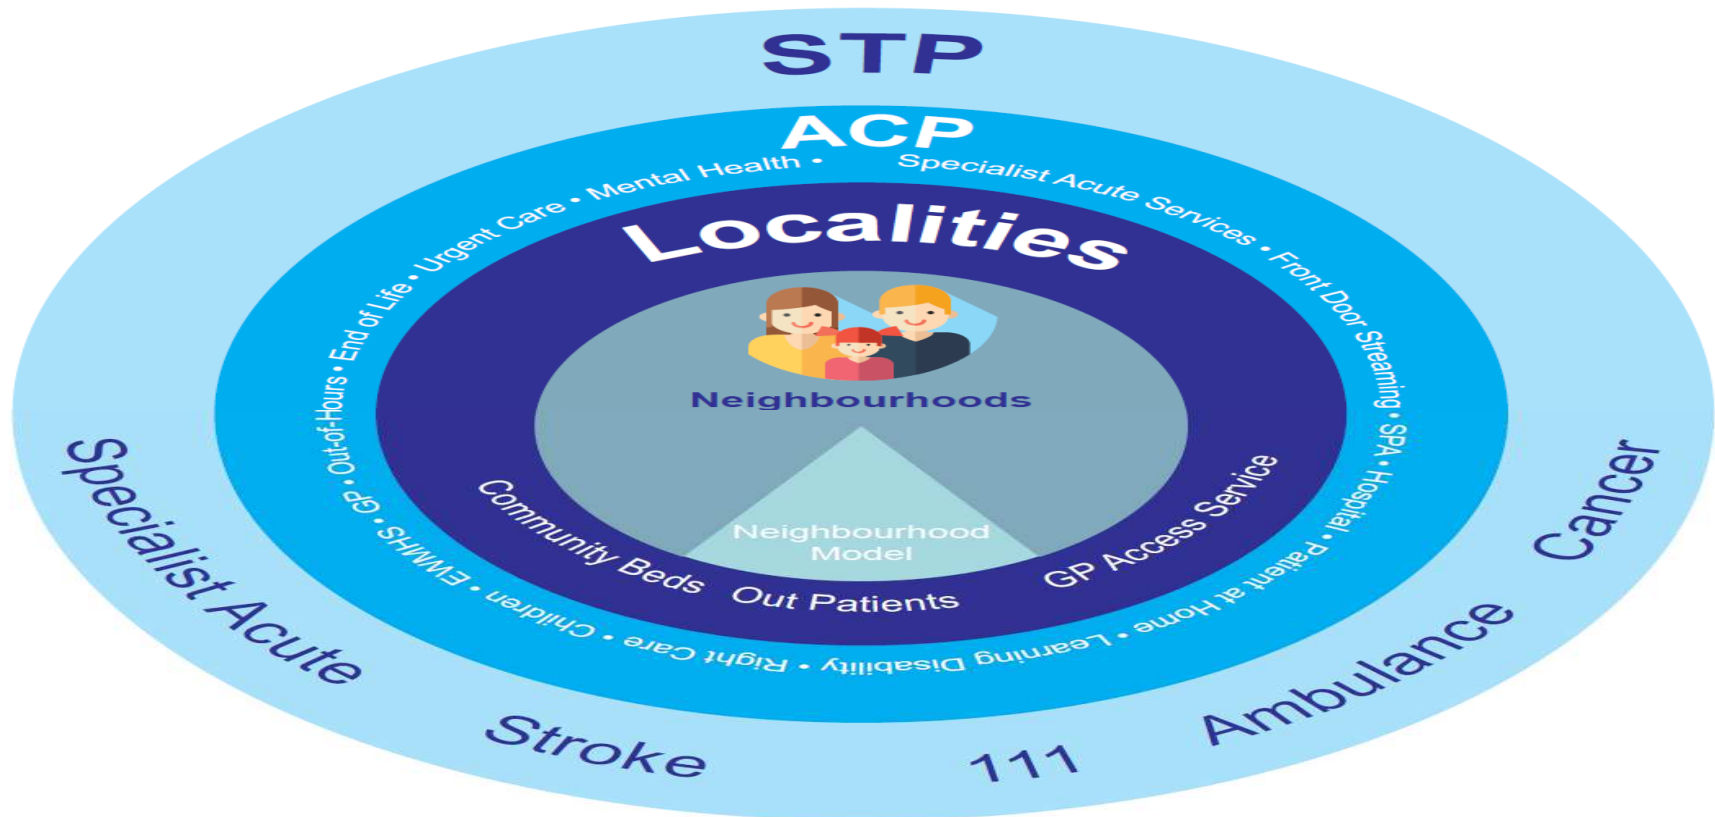 STP
ACP
Specialist Acute Services • Front Door Streaming • SPA • Hospital • Patient at Home • Learning Disability • Right Care • Children • EWMHS • GP • Out-of-Hours • End of Life • Urgent Care • Mental Health •
Localities
Neighbourhoods
Neighbourhood
Model
Community Beds
Out Patients
GP Access Service
Specialist Acute
Stroke
111
Ambulance
Cancer